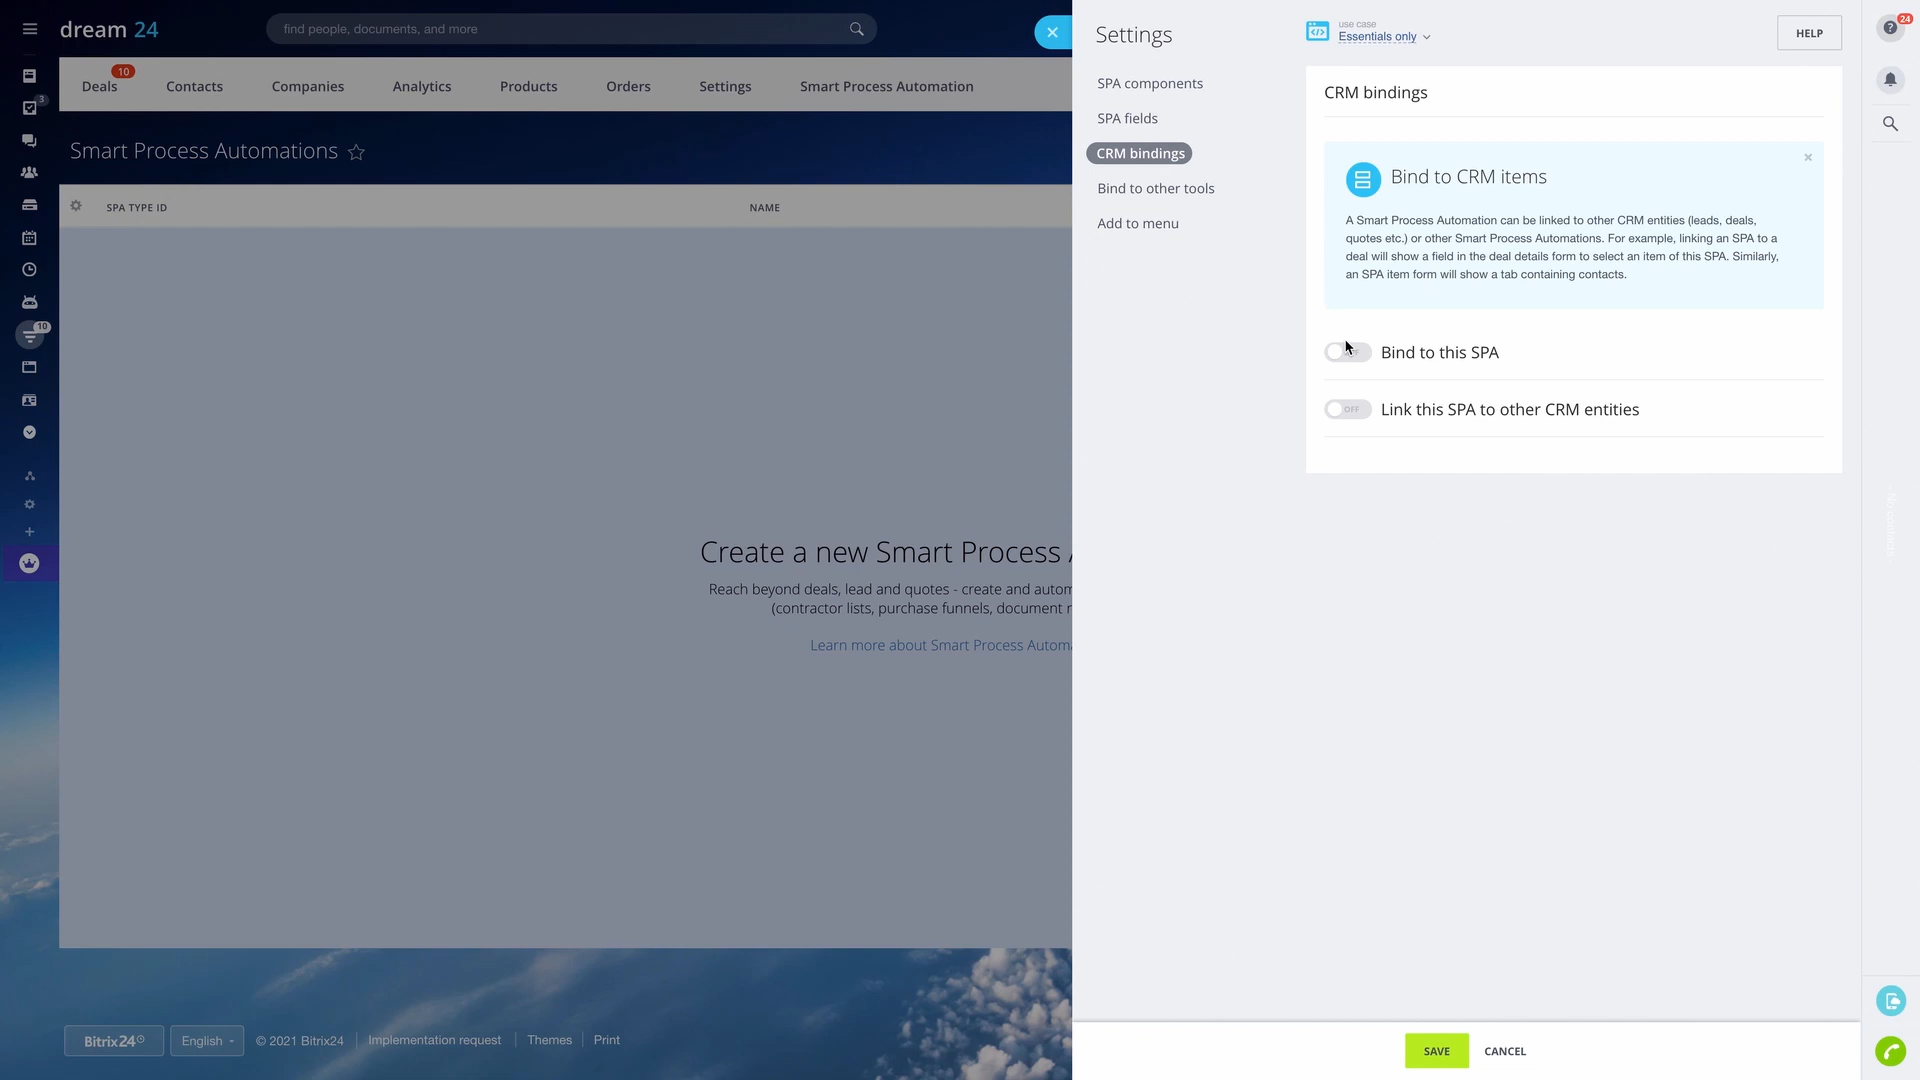 dream 24
find people, documents, and more
Deals
10
Contacts
Companies
Analytics
Products
Orders
Settings
Smart Process Automation
Smart Process Automations
SPA TYPE ID
NAME
3
10
Create a new Smart Process
Reach beyond deals, lead and quotes - create and autom
(contractor lists, purchase funnels, document
Learn more about Smart Process Autom
Bitrix24
English
© 2021 Bitrix24
Implementation request
Themes
Print
Settings
SPA components
SPA fields
CRM bindings
Bind to other tools
Add to menu
use case
Essentials only
HELP
CRM bindings
Bind to CRM items
A Smart Process Automation can be linked to other CRM entities (leads, deals,
quotes etc.) or other Smart Process Automations. For example, linking an SPA to a
deal will show a field in the deal details form to select an item of this SPA. Similarly,
an SPA item form will show a tab containing contacts.
Bind to this SPA
OFF
Link this SPA to other CRM entities
SAVE
CANCEL
24